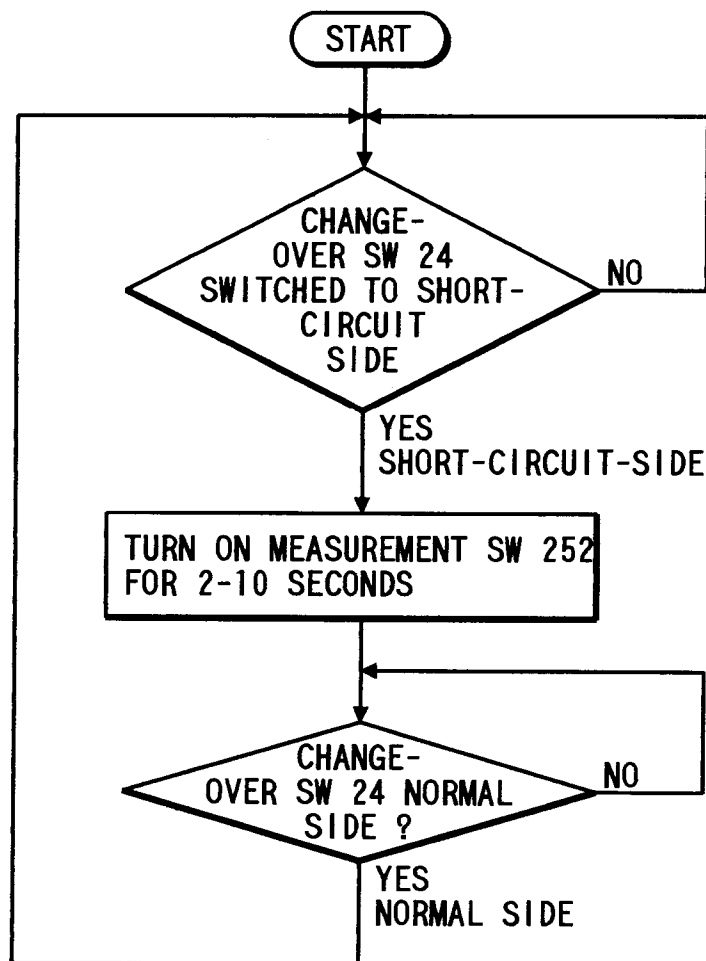 START
CHANGE-
OVER SW 24
SWITCHED TO SHORT-
CIRCUIT
SIDE
NO
YES
SHORT-CIRCUIT-SIDE
TURN ON MEASUREMENT SW 252
FOR 2-10 SECONDS
CHANGE-
OVER SW 24 NORMAL
SIDE ?
NO
YES
NORMAL SIDE